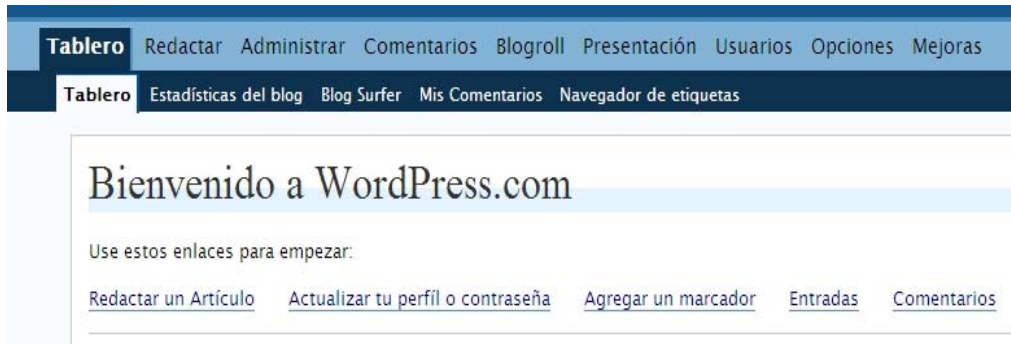 Tablero Redactar Administrar Comentarios Blogroll Presentación Usuarios Opciones Mejoras
Tablero Estadísticas del blog Blog Surfer Mis Comentarios Navegador de etiquetas
Bienvenido a WordPress.com
Use estos enlaces para empezar:
Redactar un Artículo Actualizar tu perfíl o contraseña Agregar un marcador Entradas Comentarios